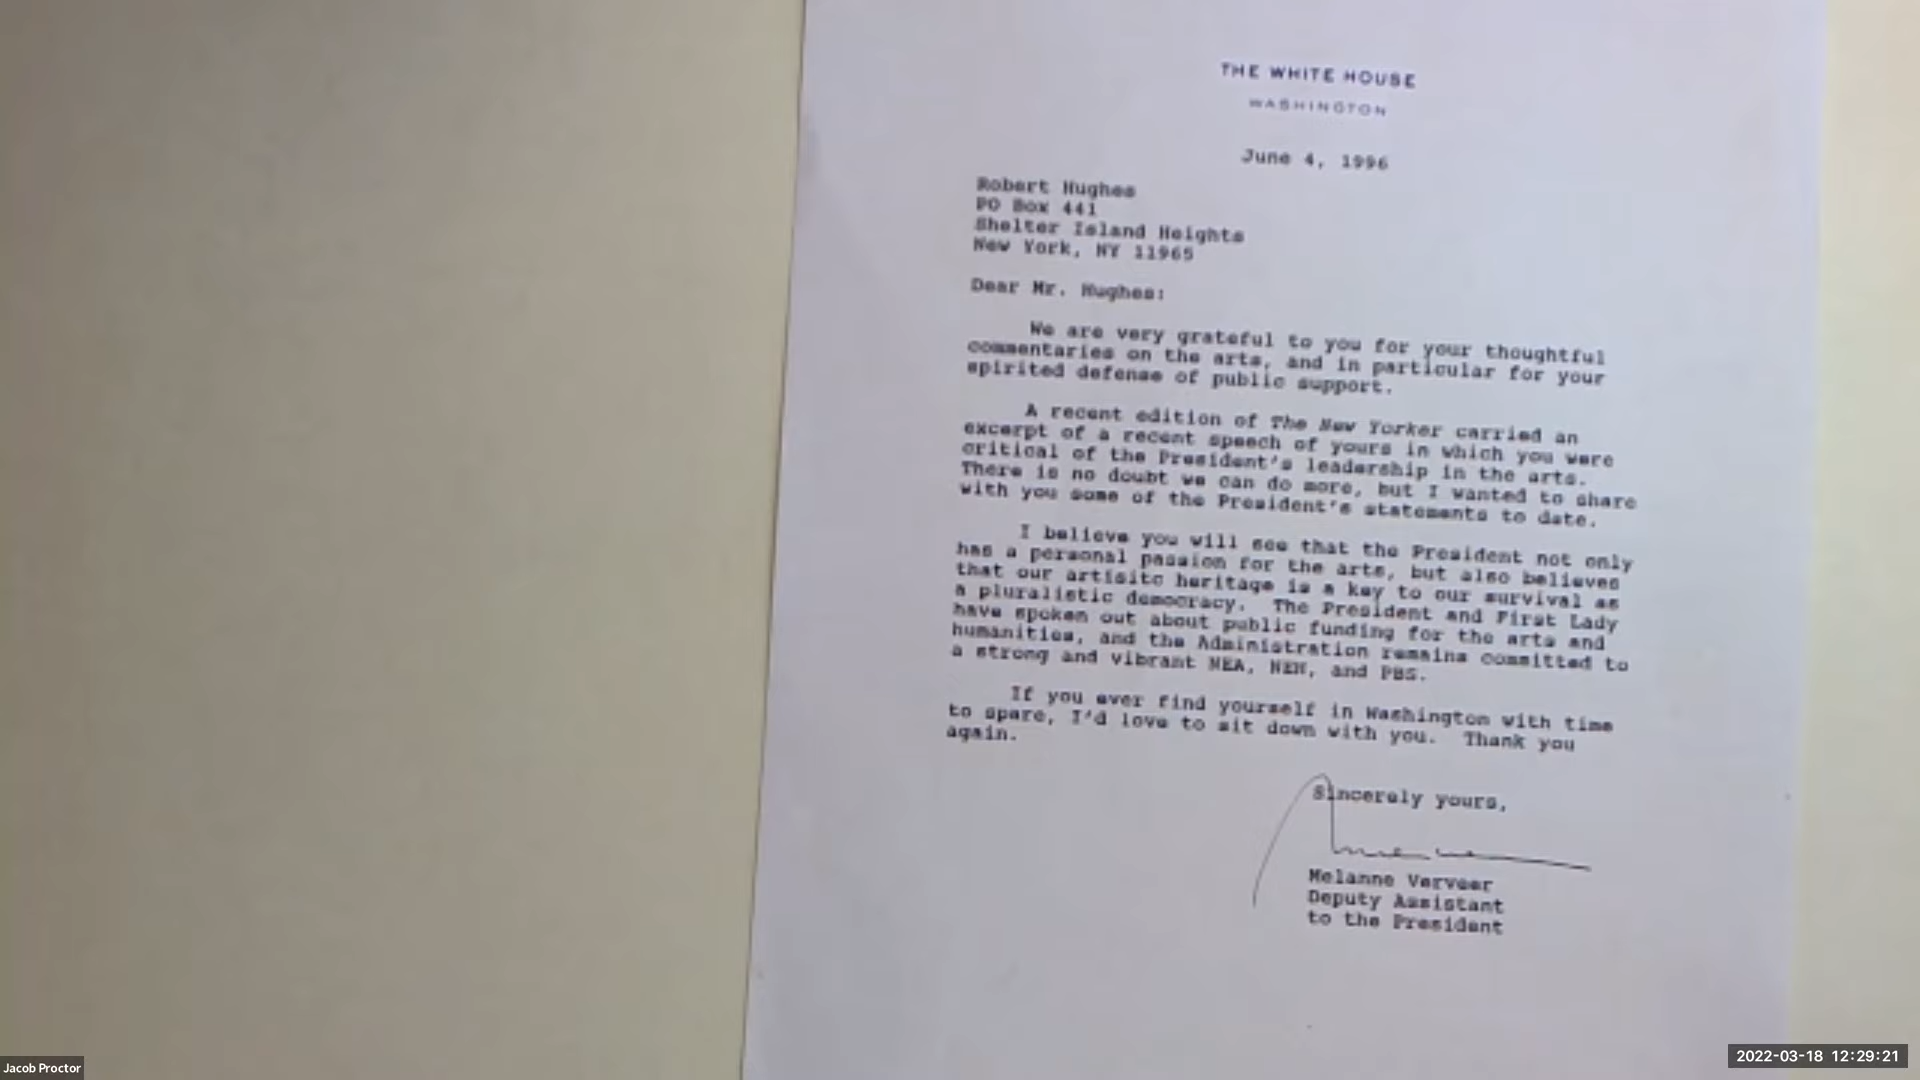 THE WHITE HOUSE
WASHINGTON
June 4, 1996
Robert Hughes
PO Box 441
Shelter Island Heights
New York, NY 11965
Dear Mr. Hughes:
We are very grateful to you for your thoughtful
commentaries on the arts, and in particular for your
spirited defense of public support.
A recent edition of The New Yorker carried an
excerpt of a recent speech of yours in which you were
critical of the President's leadership in the arts.
There is no doubt we can do more, but I wanted to share
with you some of the President's statements to date.
I believe you will see that the President not only
has a personal passion for the arts, but also believes
that our artisitc heritage is a key to our survival as
a pluralistic democracy. The President and First Lady
have spoken out about public funding for the arts and
humanities, and the Administration remains committed to
a strong and vibrant NEA, NEH, and PBS.
If you ever find yourself in Washington with time
to spare, I'd love to sit down with you. Thank you
again.
Sincerely yours,
Melanne Verveer
Deputy Assistant
to the President
Jacob Proctor
2022-03-18 12:29:21